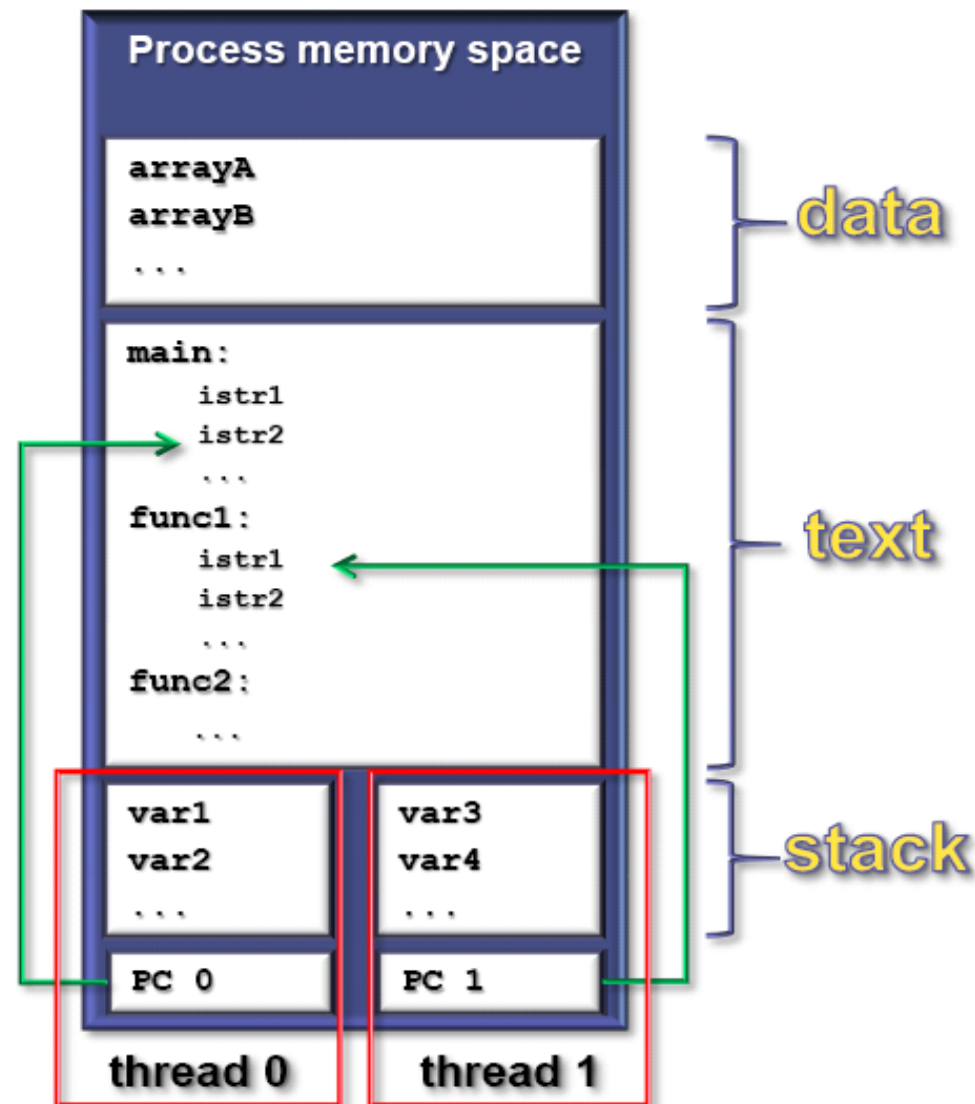 Process memory space
arrayA
arrayB
...
data
main:
istr1
istr2
...
func1:
istr1
istr2
...
func2:
...
text
var1
var2
...
var3
var4
...
stack
PC 0
PC 1
thread 0
thread 1